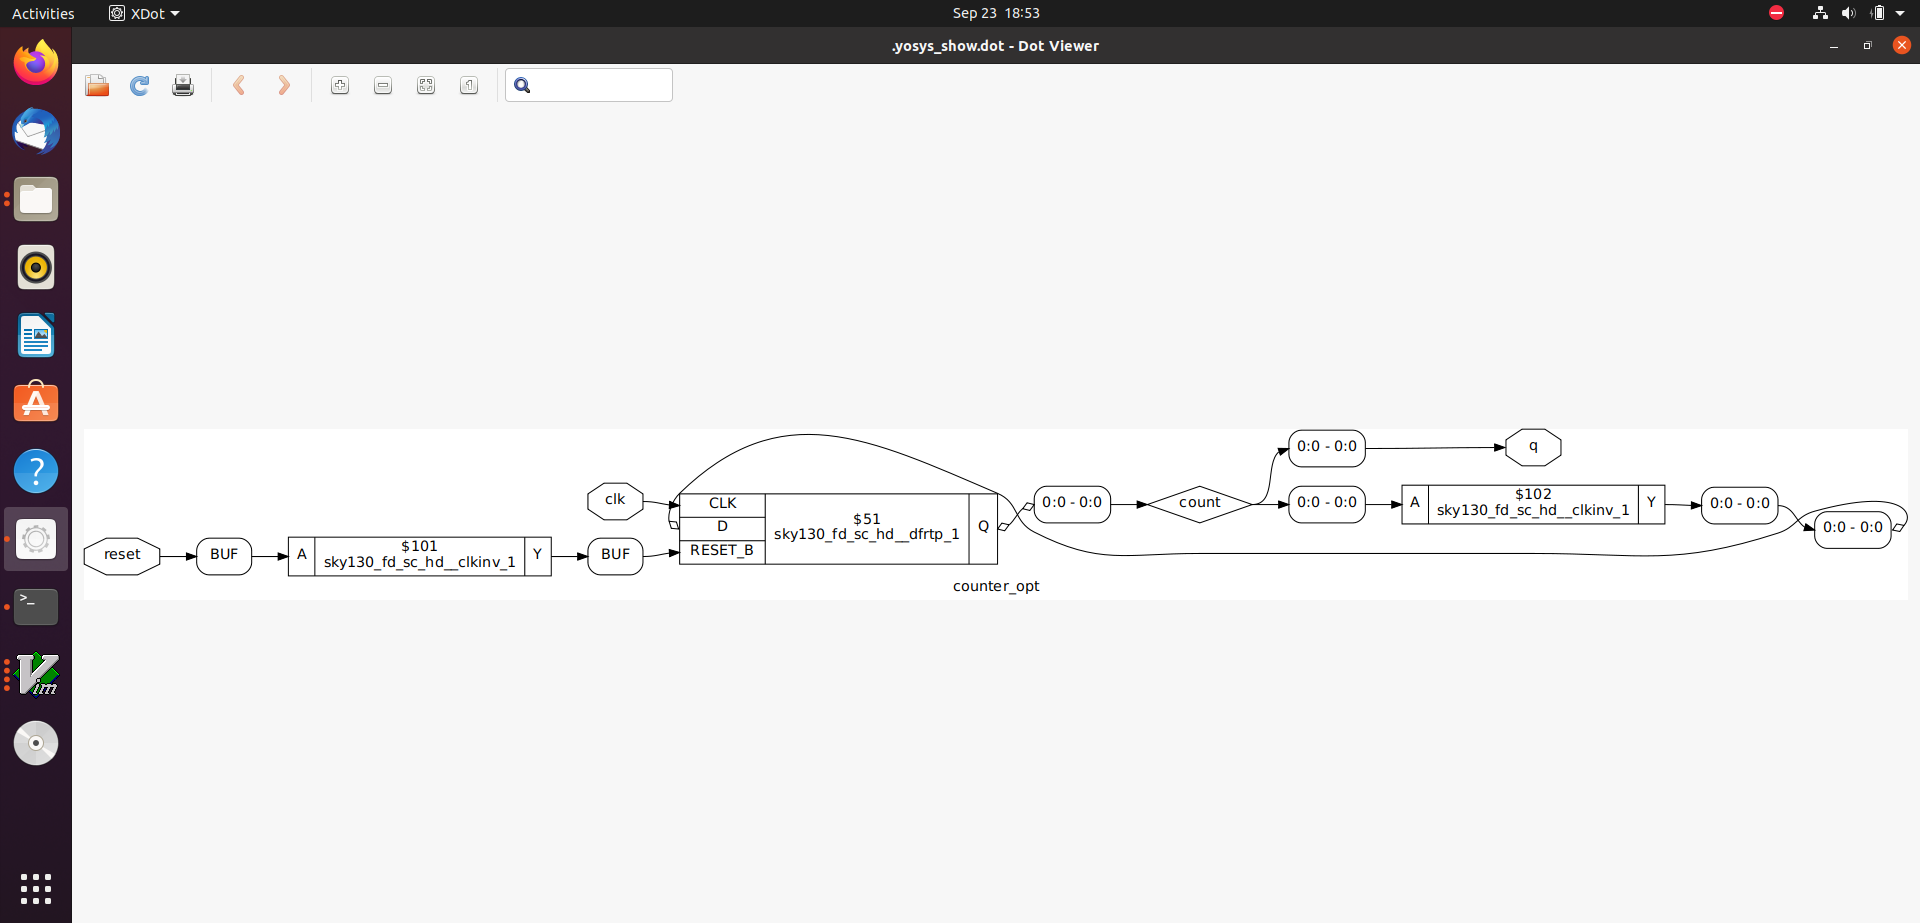 Activities
XDot
Sep 23 18:53
.yosys_show.dot - Dot Viewer
0:0 - 0:0
q
clk
CLK
D
RESET_B
$51
sky130_fd_sc_hd__dfrtp_1
Q
0:0 - 0:0
count
0:0 - 0:0
A
$102
sky130_fd_sc_hd__clkinv_1
Y
0:0 - 0:0
0:0 - 0:0
reset
BUF
A
$101
sky130_fd_sc_hd__clkinv_1
Y
BUF
counter_opt
>_
Vim
?
1